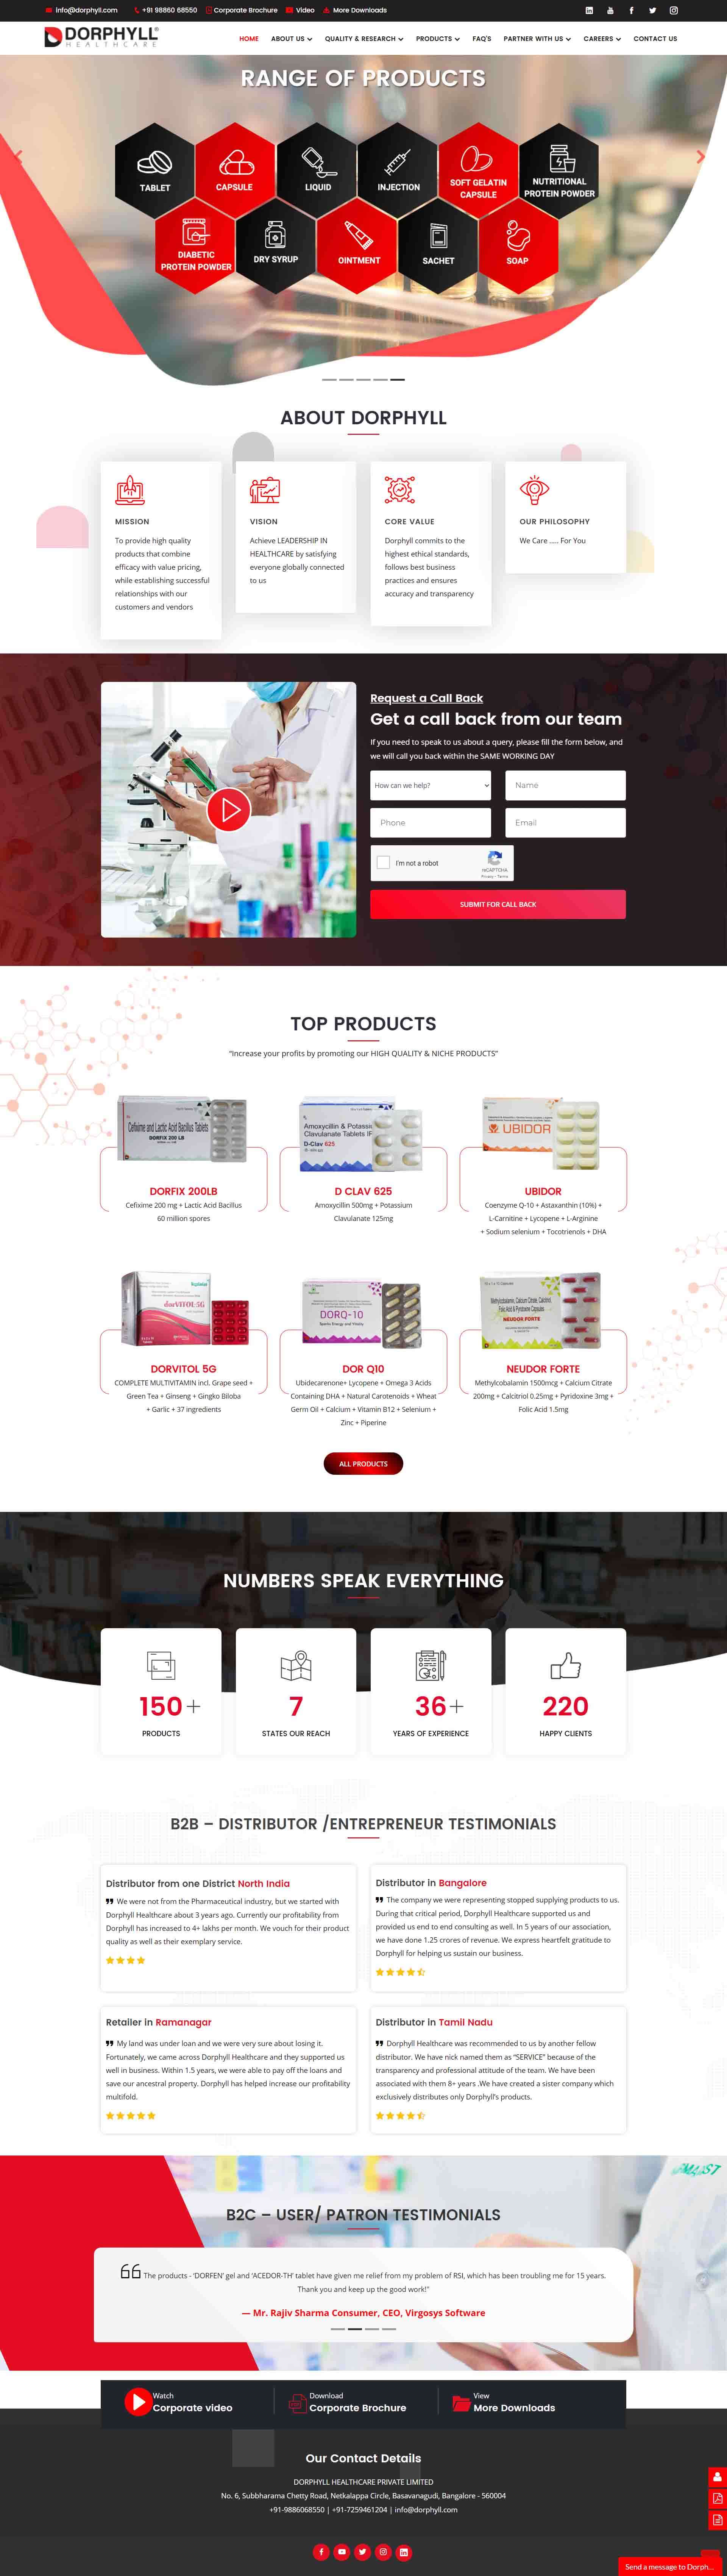 info@dorphyll.com +91 98860 68550 Corporate Brochure Video More Downloads
DORPHYLL®
HEALTHCARE
HOME ABOUT US QUALITY & RESEARCH PRODUCTS FAQ'S PARTNER WITH US CAREERS CONTACT US
RANGE OF PRODUCTS
TABLET
CAPSULE
LIQUID
INJECTION
SOFT GELATIN
CAPSULE
NUTRITIONAL
PROTEIN POWDER
DIABETIC
PROTEIN POWDER
DRY SYRUP
OINTMENT
SACHET
SOAP
ABOUT DORPHYLL
MISSION
To provide high quality
products that combine
efficacy with value pricing,
while establishing successful
relationships with our
customers and vendors
VISION
Achieve LEADERSHIP IN
HEALTHCARE by satisfying
everyone globally connected
to us
CORE VALUE
Dorphyll commits to the
highest ethical standards,
follows best business
practices and ensures
accuracy and transparency
OUR PHILOSOPHY
We Care ..... For You
Request a Call Back
Get a call back from our team
If you need to speak to us about a query, please fill the form below, and
we will call you back within the SAME WORKING DAY
How can we help? Name
Phone Email
I'm not a robot
reCAPTCHA
Privacy - Terms
SUBMIT FOR CALL BACK
TOP PRODUCTS
"Increase your profits by promoting our HIGH QUALITY & NICHE PRODUCTS"
Cefixime and Lactic Acid Bacillus Tablets
DORFIX 200 LB
DORFIX 200LB
Cefixime 200 mg + Lactic Acid Bacillus
60 million spores
Amoxycillin & Potassium
Clavulanate Tablets IP
D-Clav 625
D CLAV 625
Amoxycillin 500mg + Potassium
Clavulanate 125mg
UBIDOR
UBIDOR
Coenzyme Q-10 + Astaxanthin (10%) +
L-Carnitine + Lycopene + L-Arginine
+ Sodium selenium + Tocotrienols + DHA
dorVITOL-5G
DORVITOL 5G
COMPLETE MULTIVITAMIN incl. Grape seed +
Green Tea + Ginseng + Gingko Biloba
+ Garlic + 37 ingredients
DORQ-10
DOR Q10
Ubidecarenone+ Lycopene + Omega 3 Acids
Containing DHA + Natural Carotenoids + Wheat
Germ Oil + Calcium + Vitamin B12 + Selenium +
Zinc + Piperine
NEUDOR FORTE
NEUDOR FORTE
Methylcobalamin 1500mcg + Calcium Citrate
200mg + Calcitriol 0.25mg + Pyridoxine 3mg +
Folic Acid 1.5mg
ALL PRODUCTS
NUMBERS SPEAK EVERYTHING
150+
PRODUCTS
7
STATES OUR REACH
36+
YEARS OF EXPERIENCE
220
HAPPY CLIENTS
B2B – DISTRIBUTOR /ENTREPRENEUR TESTIMONIALS
Distributor from one District North India
We were not from the Pharmaceutical industry, but we started with
Dorphyll Healthcare about 3 years ago. Currently our profitability from
Dorphyll has increased to 4+ lakhs per month. We vouch for their product
quality as well as their exemplary service.
Distributor in Bangalore
The company we were representing stopped supplying products to us.
During that critical period, Dorphyll Healthcare supported us and
provided us end to end consulting as well. In 5 years of our association,
we have done 1.25 crores of revenue. We express heartfelt gratitude to
Dorphyll for helping us sustain our business.
Retailer in Ramanagar
My land was under loan and we were very sure about losing it.
Fortunately, we came across Dorphyll Healthcare and they supported us
well in business. Within 1.5 years, we were able to pay off the loans and
save our ancestral property. Dorphyll has helped increase our profitability
multifold.
Distributor in Tamil Nadu
Dorphyll Healthcare was recommended to us by another fellow
distributor. We have nick named them as "SERVICE" because of the
transparency and professional attitude of the team. We have been
associated with them 8+ years .We have created a sister company which
exclusively distributes only Dorphyll's products.
B2C – USER/ PATRON TESTIMONIALS
The products - 'DORFEN' gel and 'ACEDOR-TH' tablet have given me relief from my problem of RSI, which has been troubling me for 15 years.
Thank you and keep up the good work!"
— Mr. Rajiv Sharma Consumer, CEO, Virgosys Software
Watch
Corporate video
Download
Corporate Brochure
View
More Downloads
Our Contact Details
DORPHYLL HEALTHCARE PRIVATE LIMITED
No. 6, Subbharama Chetty Road, Netkalappa Circle, Basavanagudi, Bangalore - 560004
+91-9886068550 | +91-7259461204 | info@dorphyll.com
Send a message to Dorph...